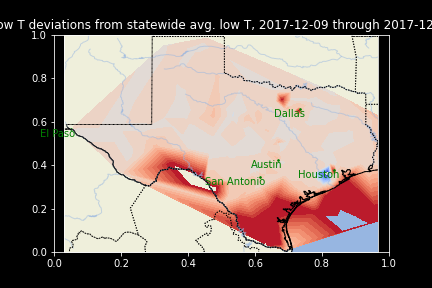 ow T deviations from statewide avg. low T, 2017-12-09 through 2017-12
1.0
0.8
0.6
0.4
0.2
0.0
El Paso
Dallas
Austin
San Antonio
Houston
0.0 0.2 0.4 0.6 0.8 1.0